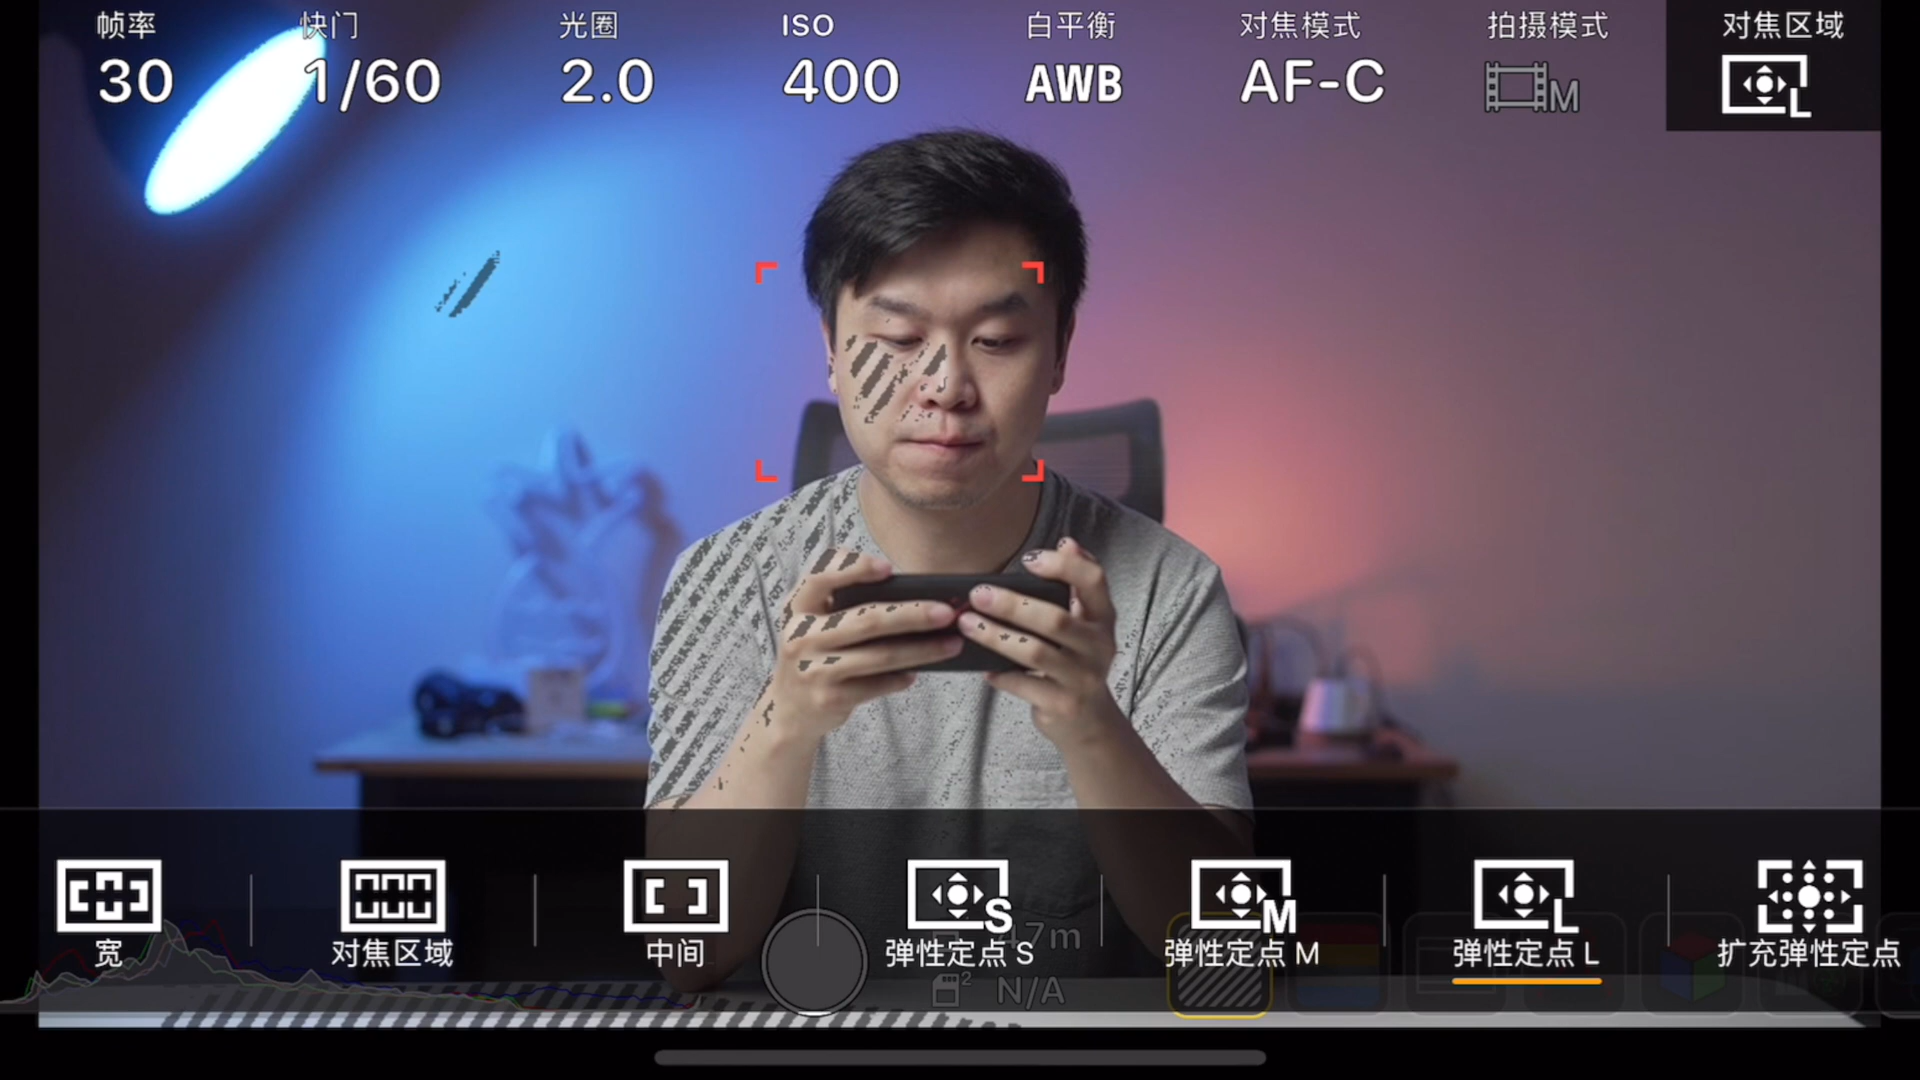 帧率 快门 光圈 ISO 白平衡 对焦模式 拍摄模式 对焦区域
30 1/60 2.0 400 AWB AF-C M L
S M L
宽 对焦区域 中间 弹性定点 S 弹性定点 M 弹性定点 L 扩充弹性定点
47m
2 N/A